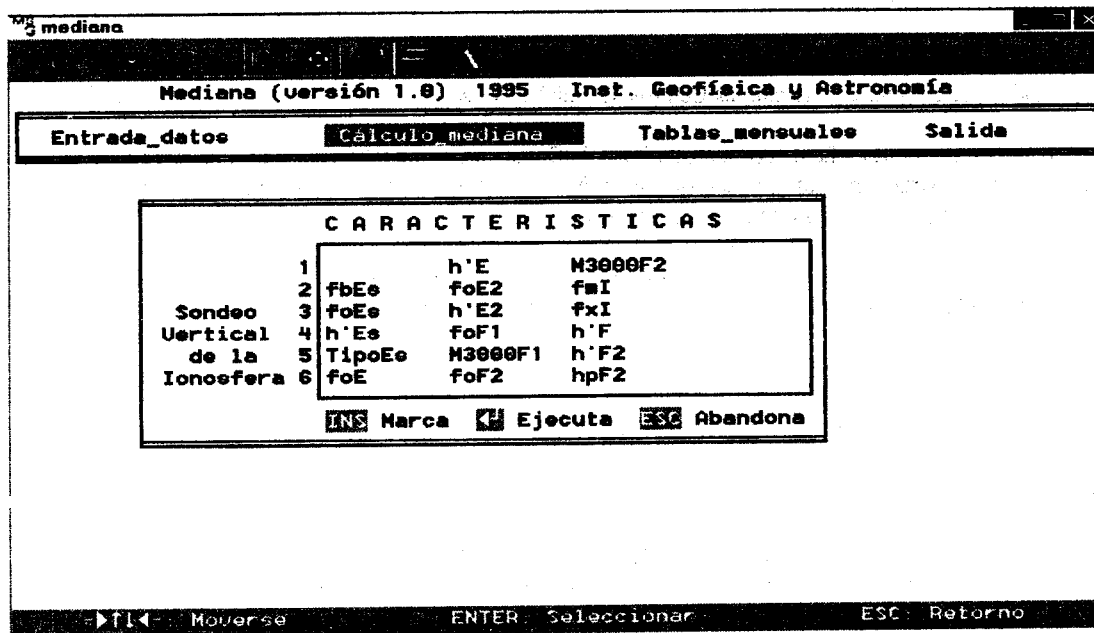 mediana
Mediana (versión 1.0) 1995 Inst. Geofísica y Astronomía
Entrada_datos Cálculo_mediana Tablas_mensuales Salida
C A R A C T E R I S T I C A S
1 h'E M3000F2
2 fbEs foE2 fmI
Sondeo 3 foEs h'E2 fxI
Vertical 4 h'Es foF1 h'F
de la 5 TipoEs M3000F1 h'F2
Ionosfera 6 foE foF2 hpF2
INS Marca Ejecuta ESC Abandona
Moverse ENTER: Seleccionar ESC: Retorno